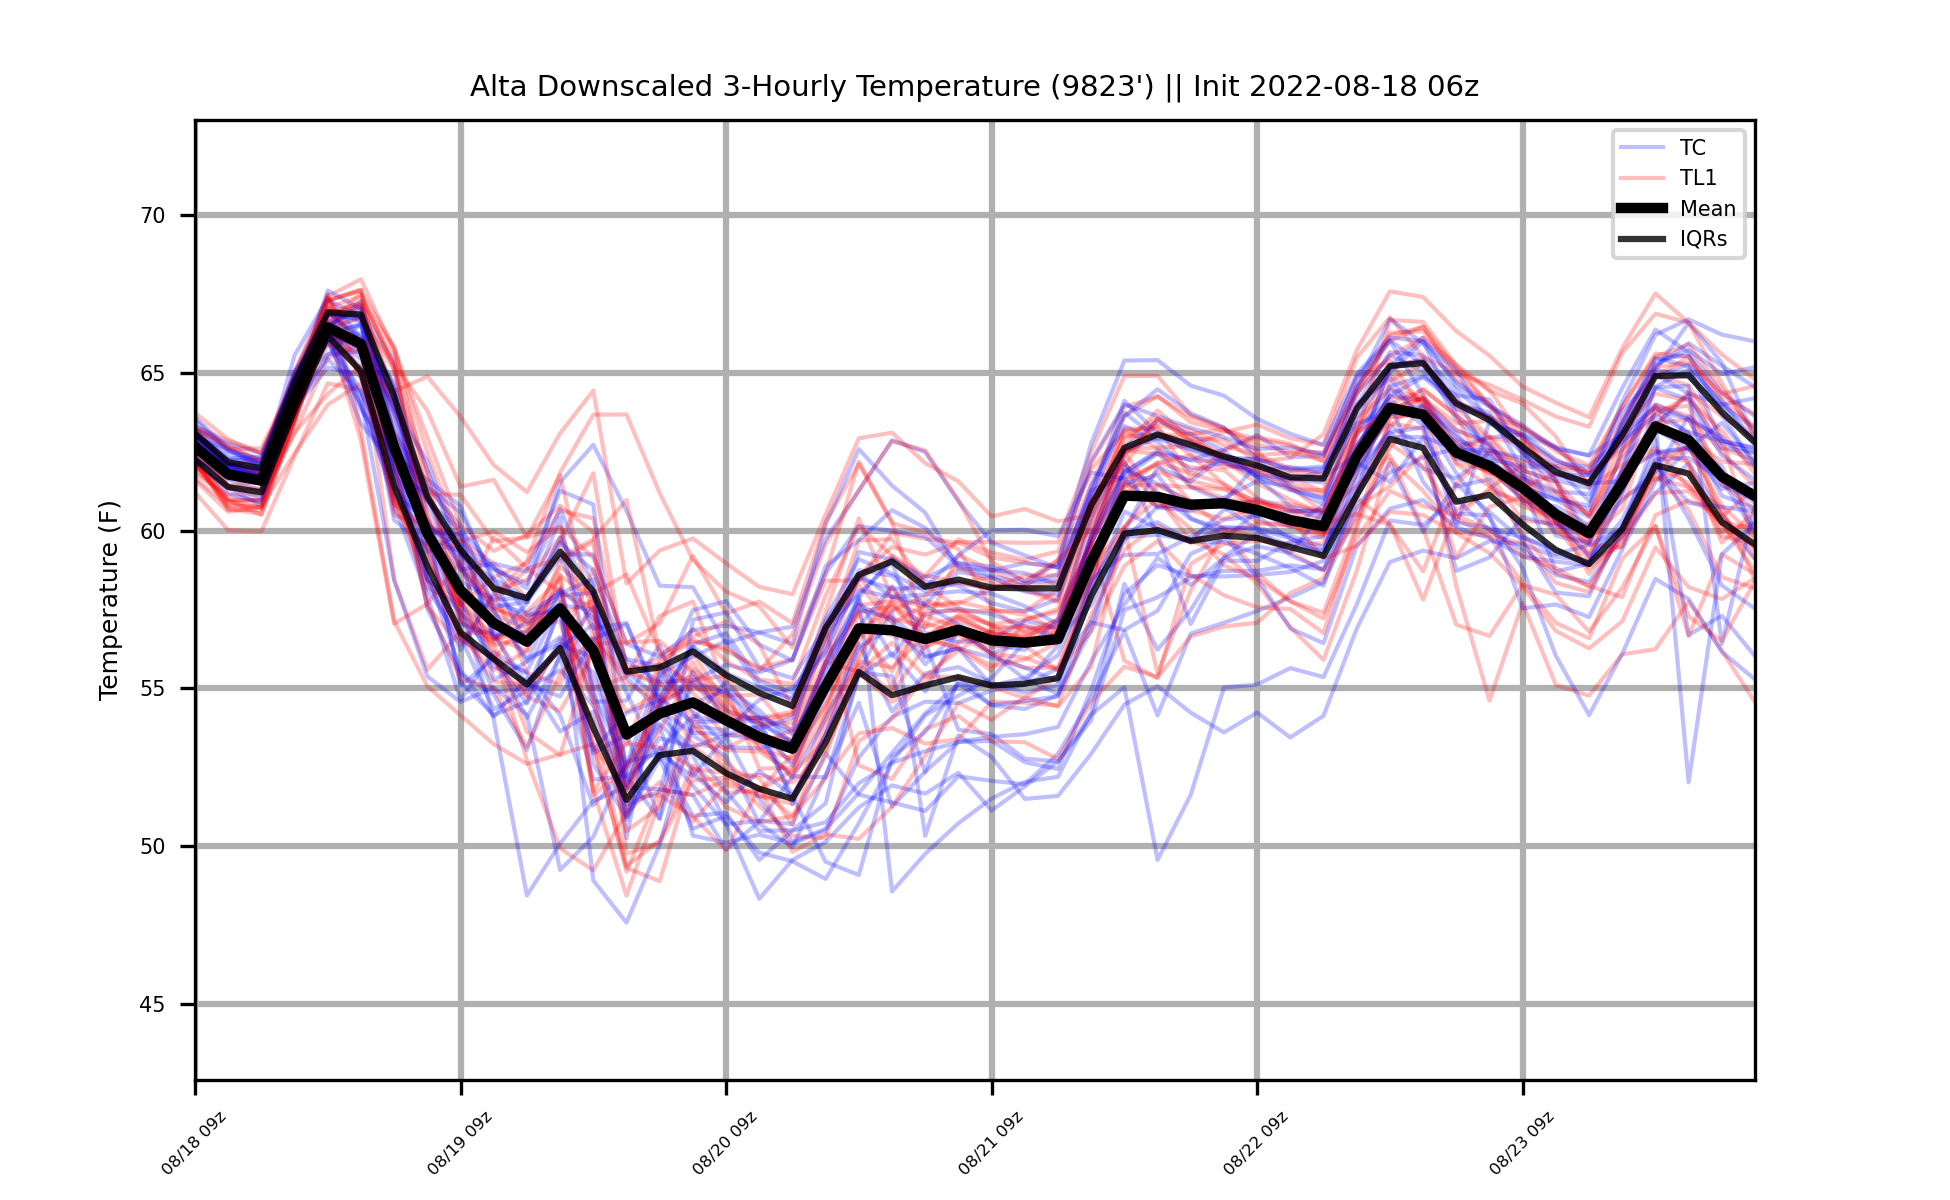 Alta Downscaled 3-Hourly Temperature (9823') || Init 2022-08-18 06z
TC
TL1
Mean
IQRs
Temperature (F)
70
65
60
55
50
45
08/18 09z
08/19 09z
08/20 09z
08/21 09z
08/22 09z
08/23 09z